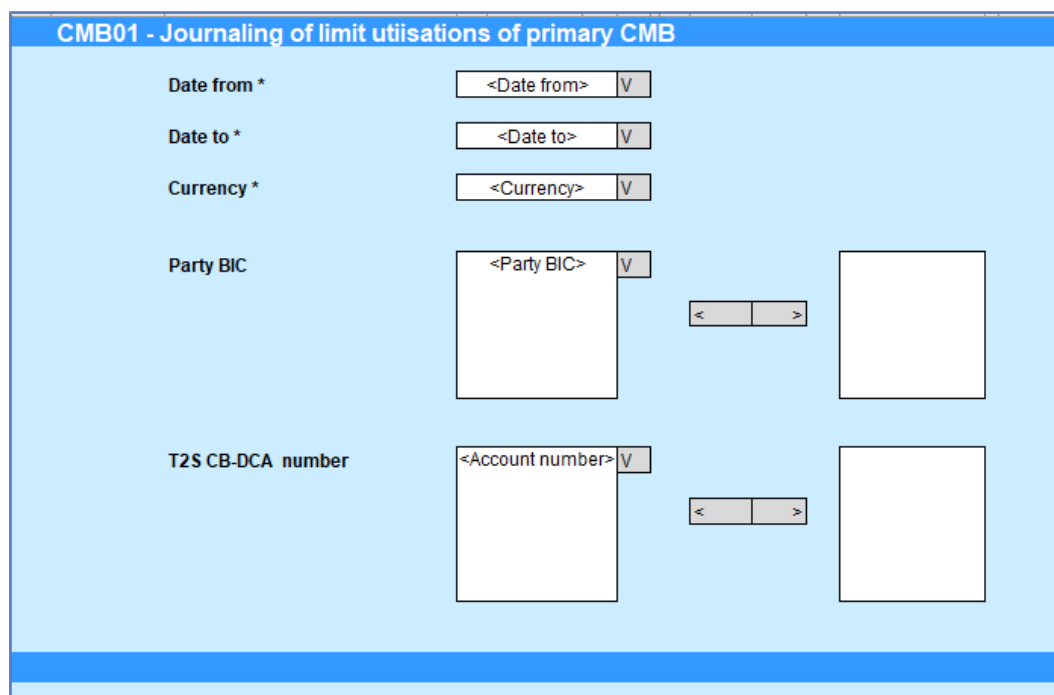 CMB01 - Journaling of limit utiisations of primary CMB
Date from * <Date from> V
Date to * <Date to> V
Currency * <Currency> V
Party BIC <Party BIC> V
< >
T2S CB-DCA number <Account number> V
< >